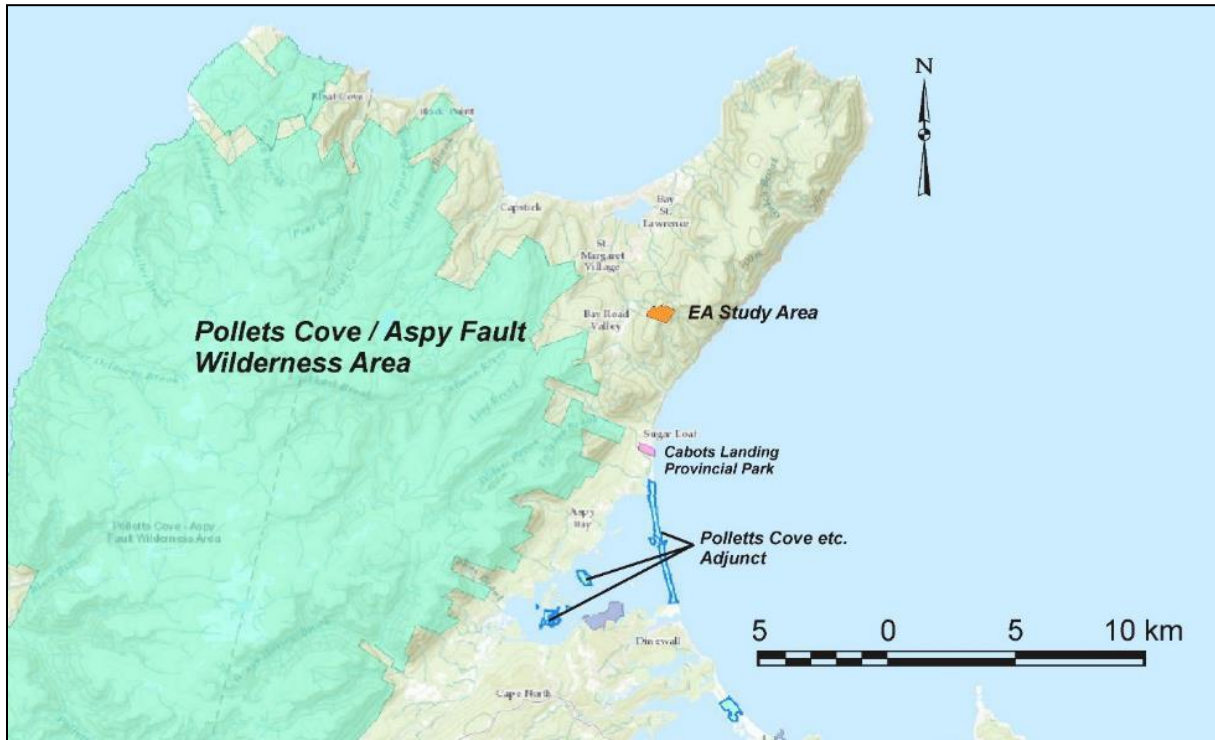 N
Capstick
Bay
St.
Lawrence
St.
Margaret
Village
Bay Road
Valley
EA Study Area
Pollets Cove / Aspy Fault
Wilderness Area
Sugar Loaf
Cabots Landing
Provincial Park
Aspy
Bay
Polletts Cove - Aspy
Fault Wilderness Area
Polletts Cove etc.
Adjunct
5 0 5 10 km
Dingwall
Cape North